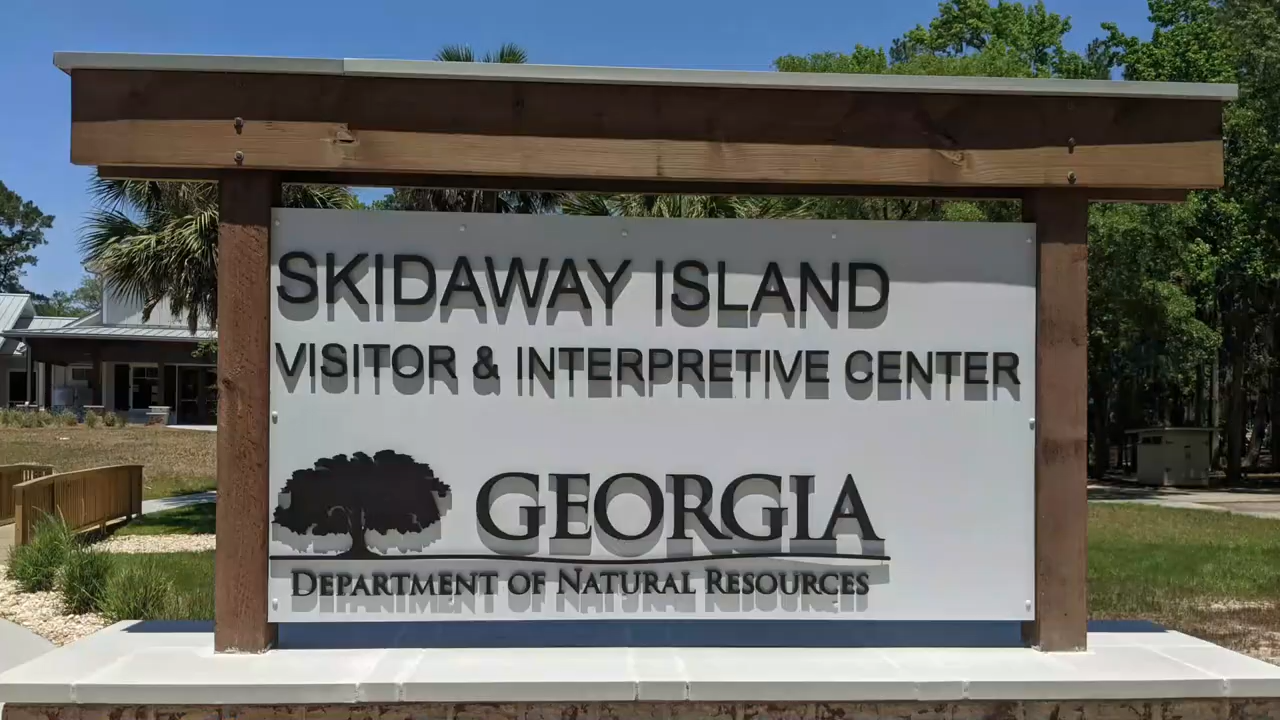 SKIDAWAY ISLAND
VISITOR & INTERPRETIVE CENTER
GEORGIA
DEPARTMENT OF NATURAL RESOURCES